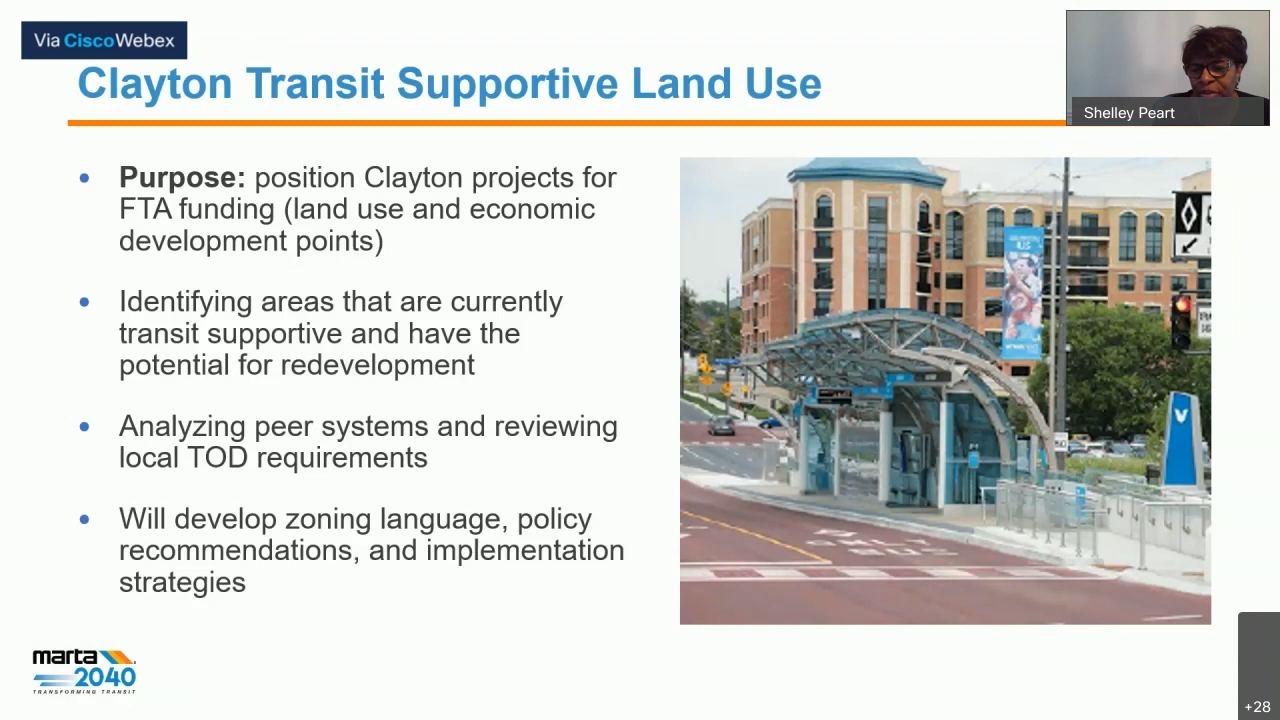 Via Cisco Webex
Clayton Transit Supportive Land Use
Shelley Peart
Purpose: position Clayton projects for
FTA funding (land use and economic
development points)
Identifying areas that are currently
transit supportive and have the
potential for redevelopment
Analyzing peer systems and reviewing
local TOD requirements
Will develop zoning language, policy
recommendations, and implementation
strategies
marta
2040
TRANSFORMING TRANSIT
+28